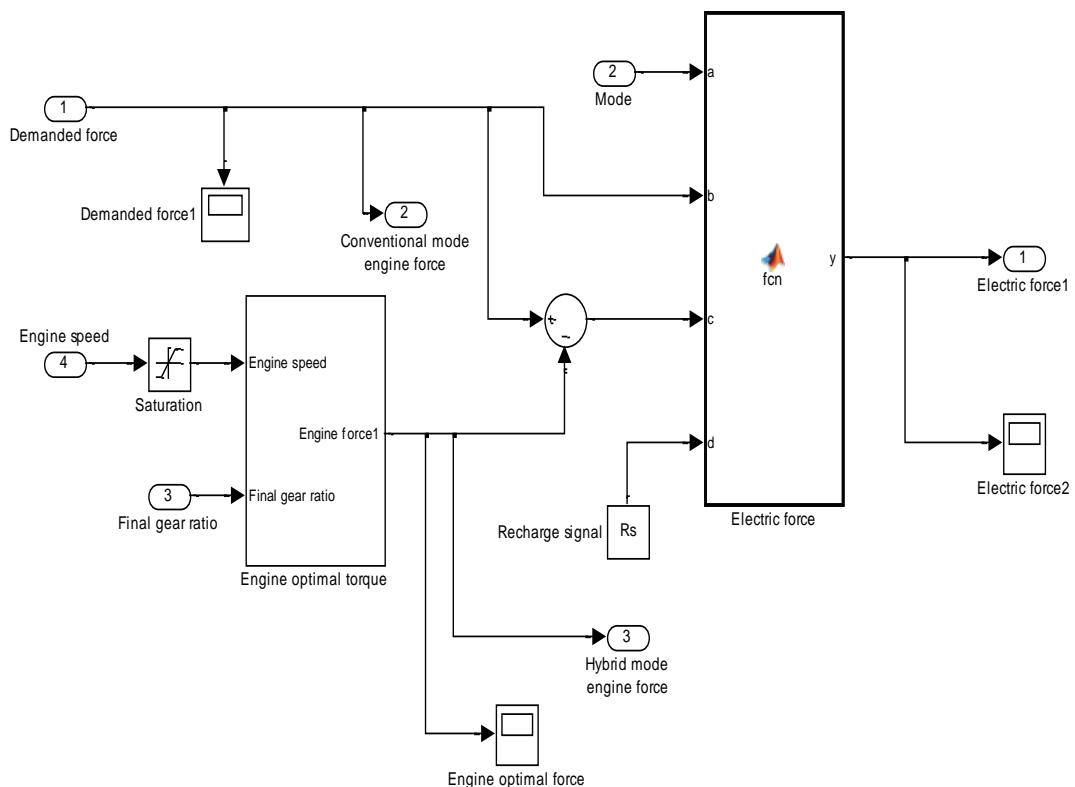 2
Mode
a
1
Demanded force
Demanded force1
2
Conventional mode
engine force
b
fcn
y
1
Electric force1
Engine speed
4
Saturation
Engine speed
+
−
c
Engine force1
3
Final gear ratio
Final gear ratio
Engine optimal torque
d
Recharge signal
Rs
Electric force
Electric force2
3
Hybrid mode
engine force
Engine optimal force